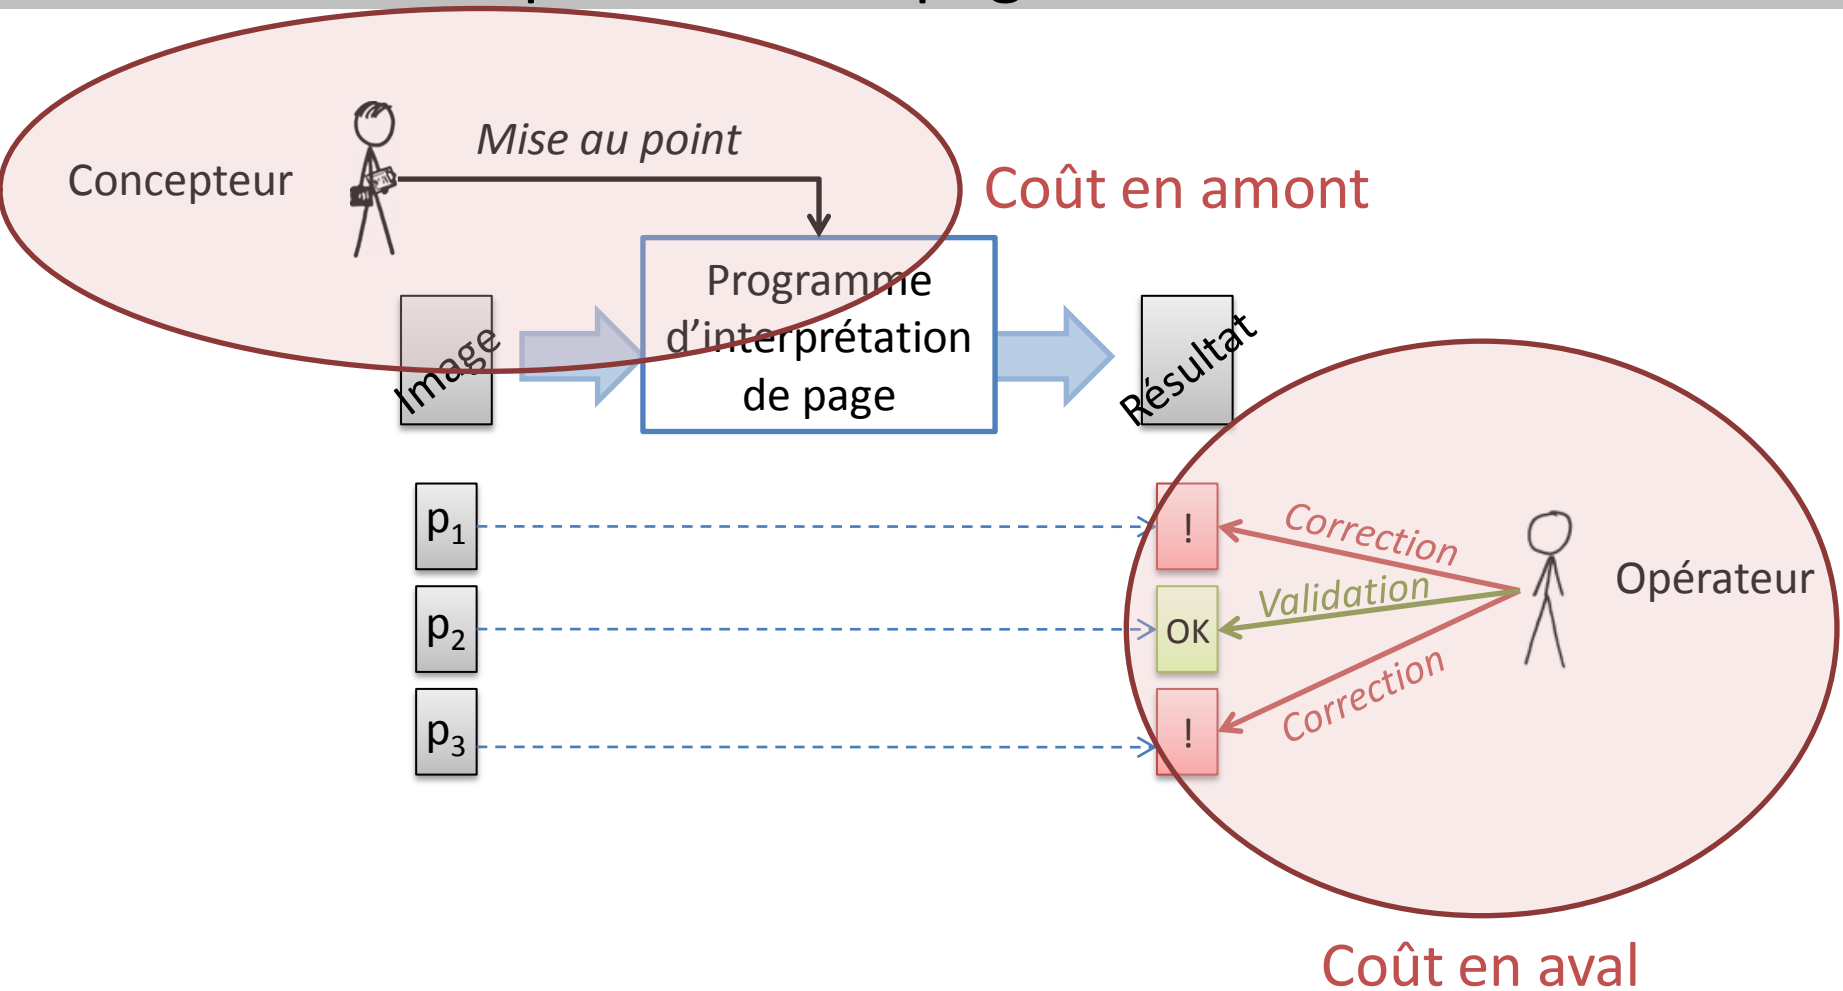 Concepteur
Mise au point
Coût en amont
Programme
d’interprétation
de page
Image
Résultat
p1
!
Correction
Opérateur
p2
OK
Validation
p3
!
Correction
Coût en aval